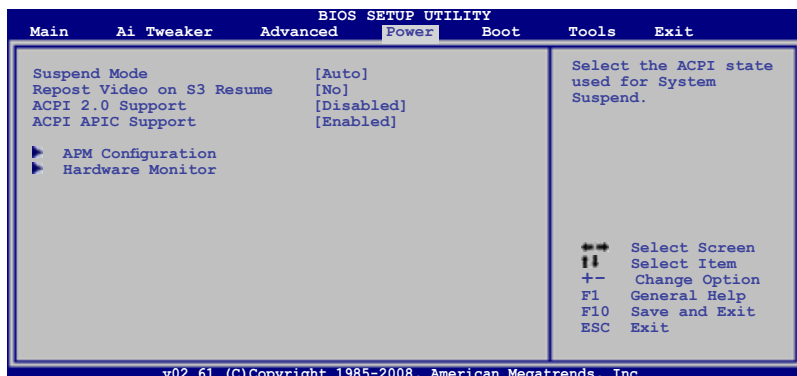 BIOS SETUP UTILITY
Main Ai Tweaker Advanced Power Boot Tools Exit
Suspend Mode [Auto]
Repost Video on S3 Resume [No]
ACPI 2.0 Support [Disabled]
ACPI APIC Support [Enabled]
APM Configuration
Hardware Monitor
Select the ACPI state
used for System
Suspend.
Select Screen
Select Item
+- Change Option
F1 General Help
F10 Save and Exit
ESC Exit
v02.61 (C)Copyright 1985-2008, American Megatrends, Inc.